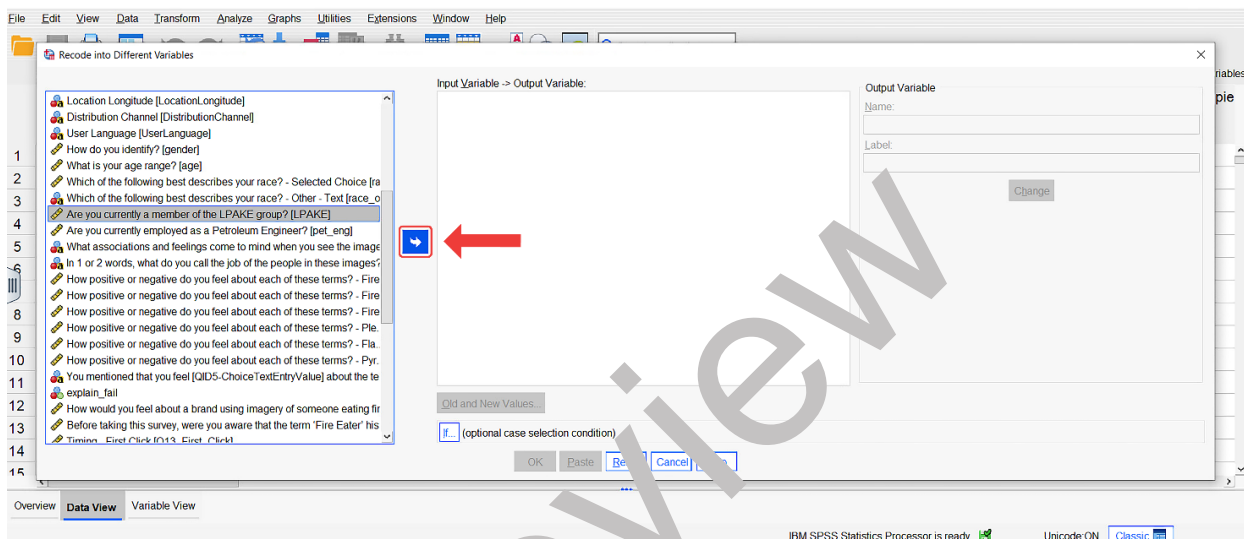 File Edit View Data Transform Analyze Graphs Utilities Extensions Window Help
Recode into Different Variables
riables
pie
Input Variable -> Output Variable:
Output Variable
Name:
Label:
Change
Location Longitude [LocationLongitude]
Distribution Channel [DistributionChannel]
User Language [UserLanguage]
How do you identify? [gender]
What is your age range? [age]
Which of the following best describes your race? - Selected Choice [ra
Which of the following best describes your race? - Other - Text [race_o
Are you currently a member of the LPAKE group? [LPAKE]
Are you currently employed as a Petroleum Engineer? [pet_eng]
What associations and feelings come to mind when you see the image
In 1 or 2 words, what do you call the job of the people in these images?
How positive or negative do you feel about each of these terms? - Fire
How positive or negative do you feel about each of these terms? - Fire
How positive or negative do you feel about each of these terms? - Fire
How positive or negative do you feel about each of these terms? - Ple...
How positive or negative do you feel about each of these terms? - Fla...
How positive or negative do you feel about each of these terms? - Pyr...
You mentioned that you feel [QID5-ChoiceTextEntryValue] about the te
explain_fail
How would you feel about a brand using imagery of someone eating fir
Before taking this survey, were you aware that the term 'Fire Eater' his
Timing - First Click [Q13_First_Click]
1
2
3
4
5
6
8
9
10
11
12
13
14
15
Old and New Values...
If... (optional case selection condition)
OK Paste Cancel
Overview Data View Variable View
IBM SPSS Statistics Processor is ready Unicode:ON Classic
view